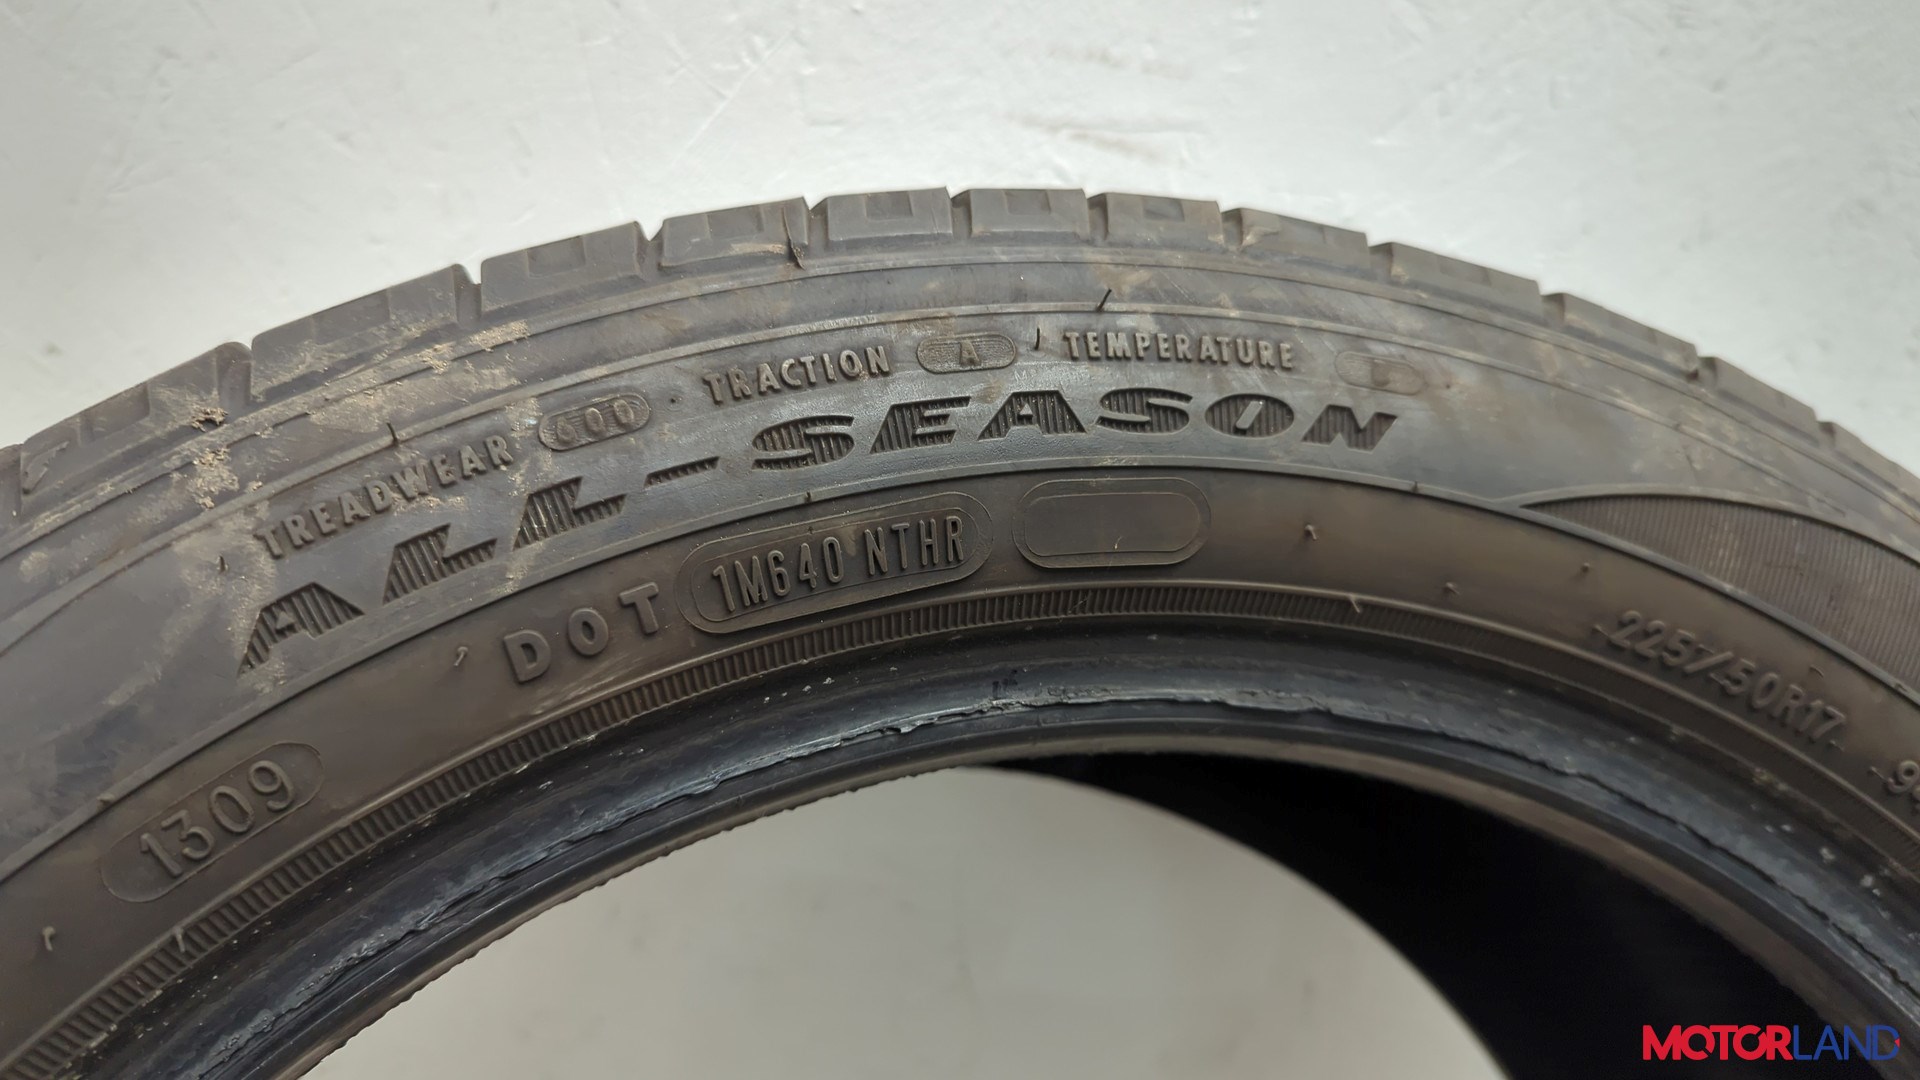 TREADWEAR 600 TRACTION A TEMPERATURE
ALL-SEASON
DOT 1M640 NTHR
1309
225/50R17
MOTORLAND